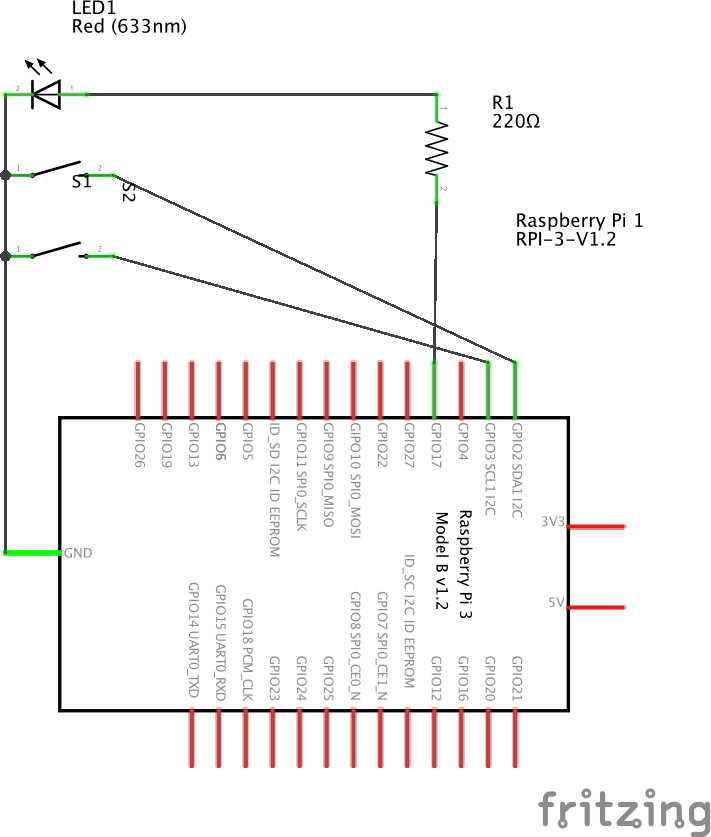 LED1
Red (633nm)
2
1
1
R1
220Ω
1
2
S1
S2
2
Raspberry Pi 1
RPI-3-V1.2
1
2
GPIO26
GPIO19
GPIO13
GPIO6
GPIO5
ID_SD I2C ID EEPROM
GPIO11 SPI0_SCLK
GPIO9 SPI0_MISO
GIPO10 SPI0_MOSI
GPIO22
GPIO27
GPIO17
GPIO4
GPIO3 SCL1 I2C
GPIO2 SDA1 I2C
3V3
Raspberry Pi 3
Model B v1.2
GND
5V
GPIO14 UART0_TXD
GPIO15 UART0_RXD
GPIO18 PCM_CLK
GPIO23
GPIO24
GPIO25
GPIO8 SPI0_CE0_N
GPIO7 SPI0_CE1_N
ID_SC I2C ID EEPROM
GPIO12
GPIO16
GPIO20
GPIO21
fritzing